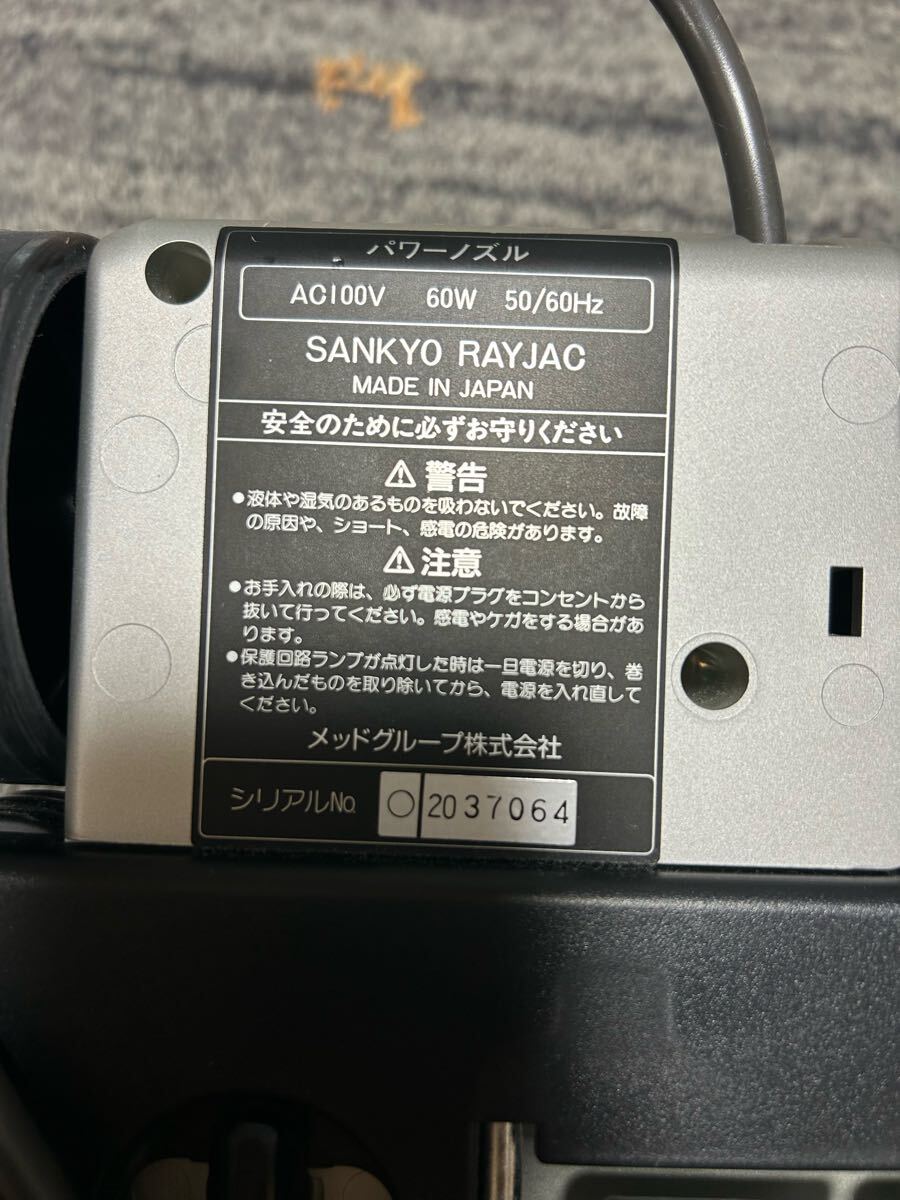 パワーノズル
AC100V 60W 50/60Hz
SANKYO RAYJAC
MADE IN JAPAN
安全のために必ずお守りください
⚠ 警告
●液体や湿気のあるものを吸わないでください。故障
の原因や、ショート、感電の危険があります。
⚠ 注意
●お手入れの際は、必ず電源プラグをコンセントから
抜いて行ってください。感電やケガをする場合があ
ります。
●保護回路ランプが点灯した時は一旦電源を切り、巻
き込んだものを取り除いてから、電源を入れ直して
ください。
メッドグループ株式会社
シリアルNo. ○ 2037064